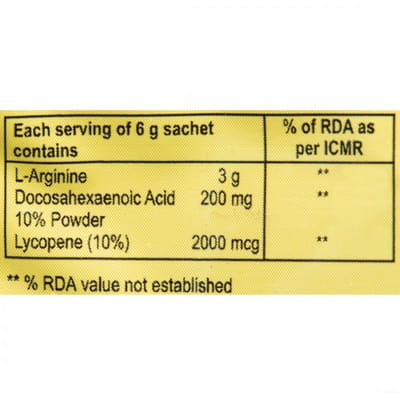 Each serving of 6 g sachet contains % of RDA as per ICMR
L-Arginine 3 g **
Docosahexaenoic Acid 200 mg **
10% Powder
Lycopene (10%) 2000 mcg **
** % RDA value not established